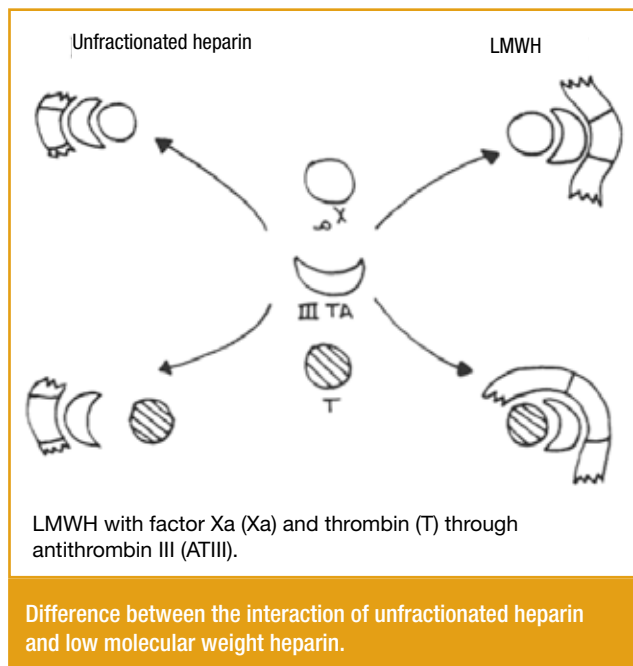 Unfractionated heparin
LMWH
Xa
III TA
T
LMWH with factor Xa (Xa) and thrombin (T) through
antithrombin III (ATIII).
Difference between the interaction of unfractionated heparin
and low molecular weight heparin.